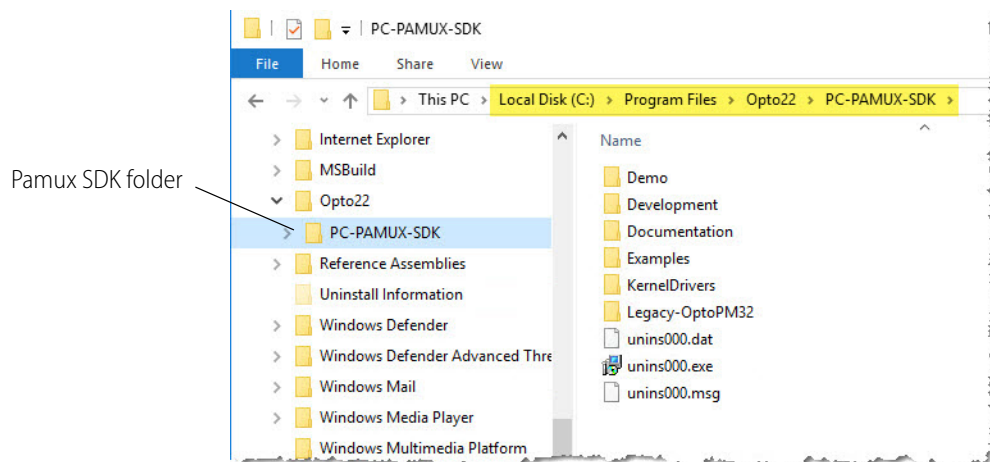 PC-PAMUX-SDK
File Home Share View
This PC > Local Disk (C:) > Program Files > Opto22 > PC-PAMUX-SDK >
Pamux SDK folder
Internet Explorer
MSBuild
Opto22
PC-PAMUX-SDK
Reference Assemblies
Uninstall Information
Windows Defender
Windows Defender Advanced Thre
Windows Mail
Windows Media Player
Windows Multimedia Platform
Name
Demo
Development
Documentation
Examples
KernelDrivers
Legacy-OptoPM32
unins000.dat
unins000.exe
unins000.msg